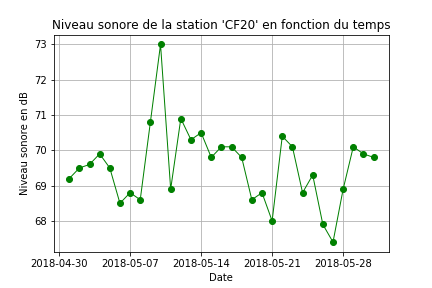 Niveau sonore de la station 'CF20' en fonction du temps
73
72
71
70
69
68
Niveau sonore en dB
2018-04-30 2018-05-07 2018-05-14 2018-05-21 2018-05-28
Date